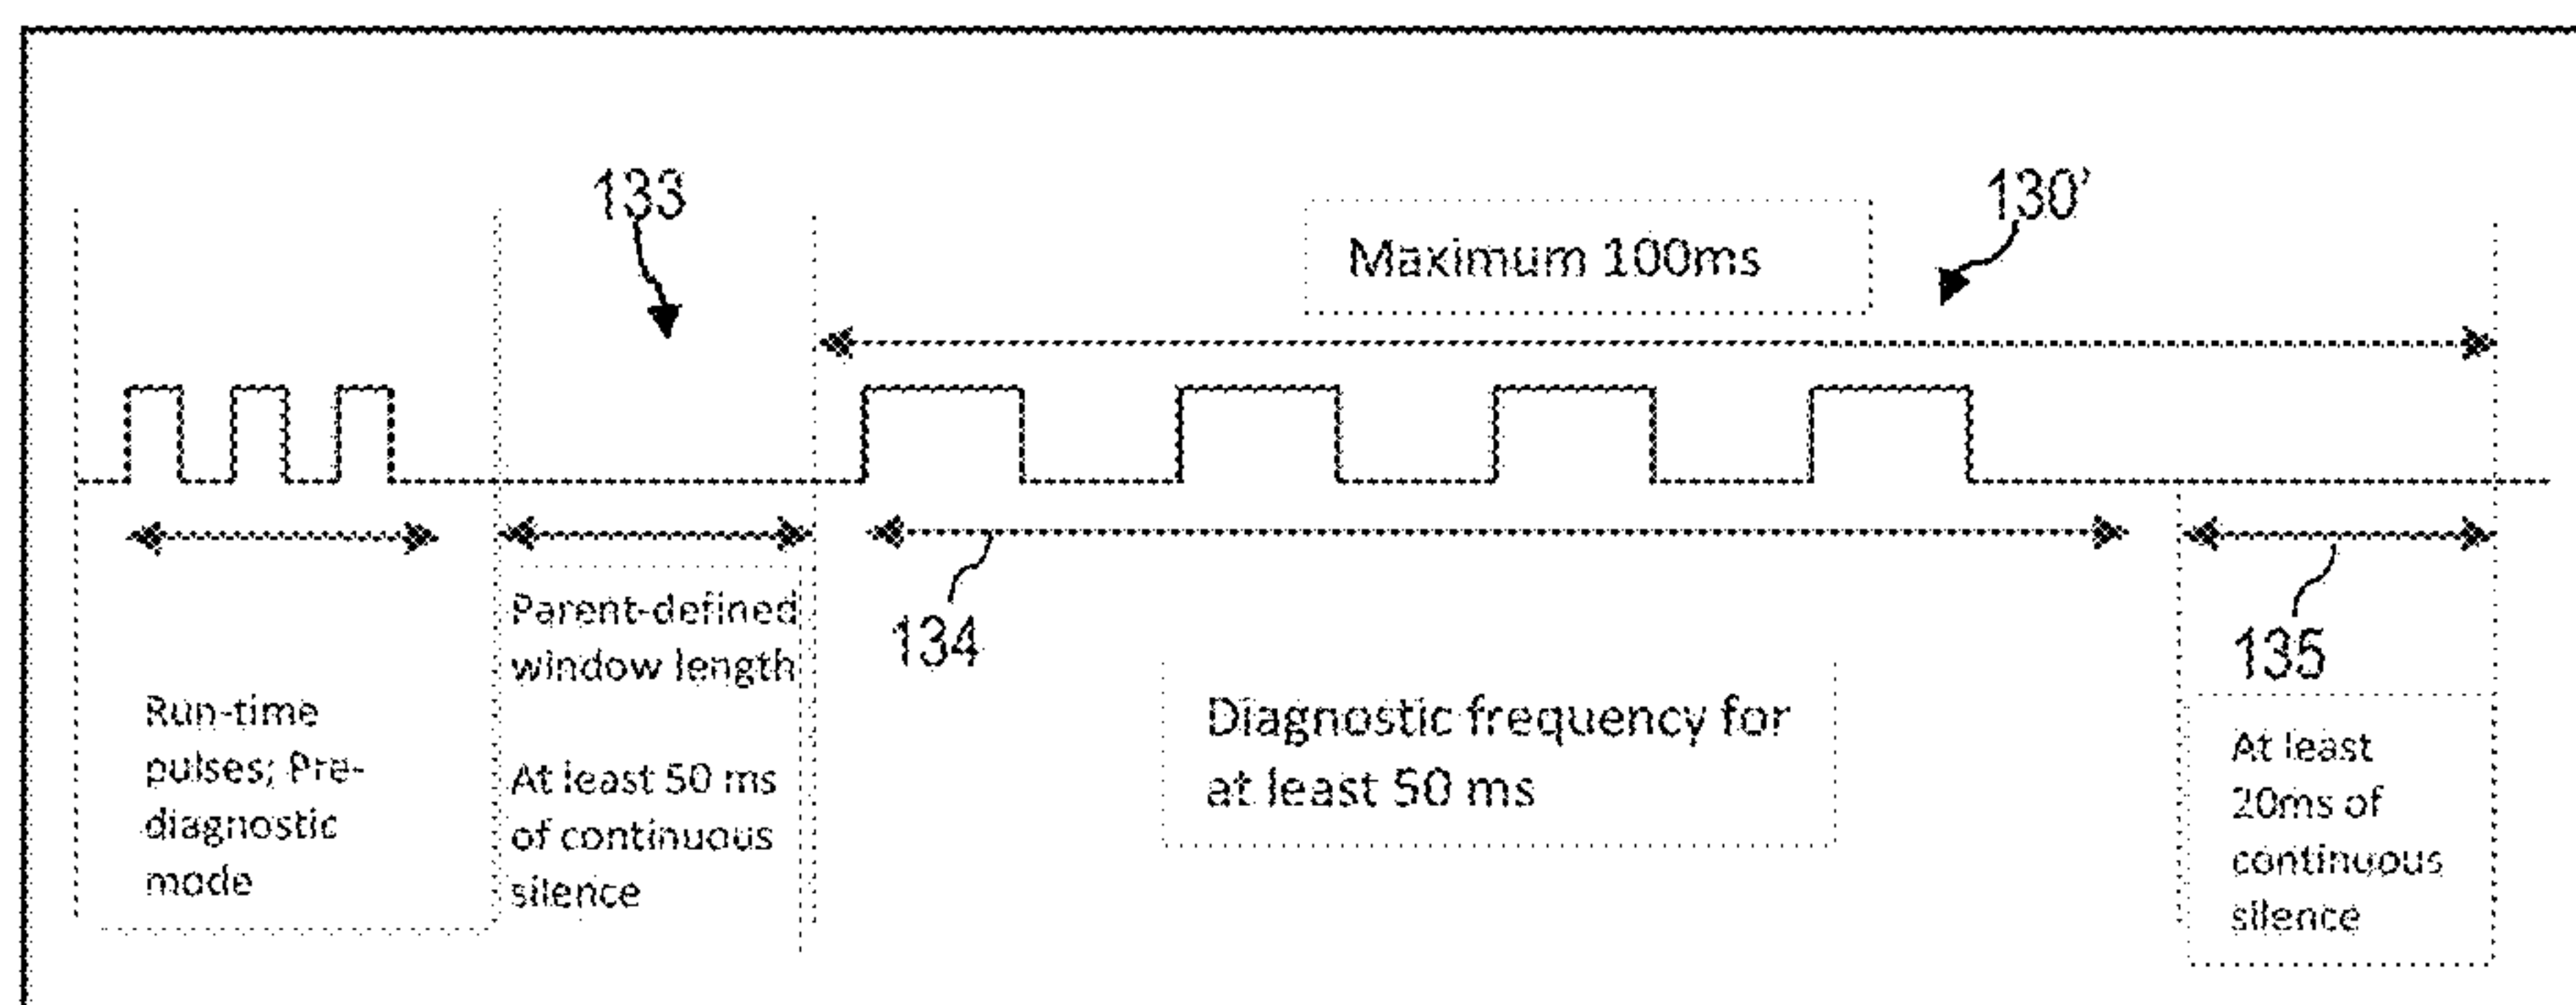 133
130'
Maximum 100ms
134
135
Run-time
pulses; Pre-
diagnostic
mode
Parent-defined
window length
At least 50 ms
of continuous
silence
Diagnostic frequency for
at least 50 ms
At least
20ms of
continuous
silence